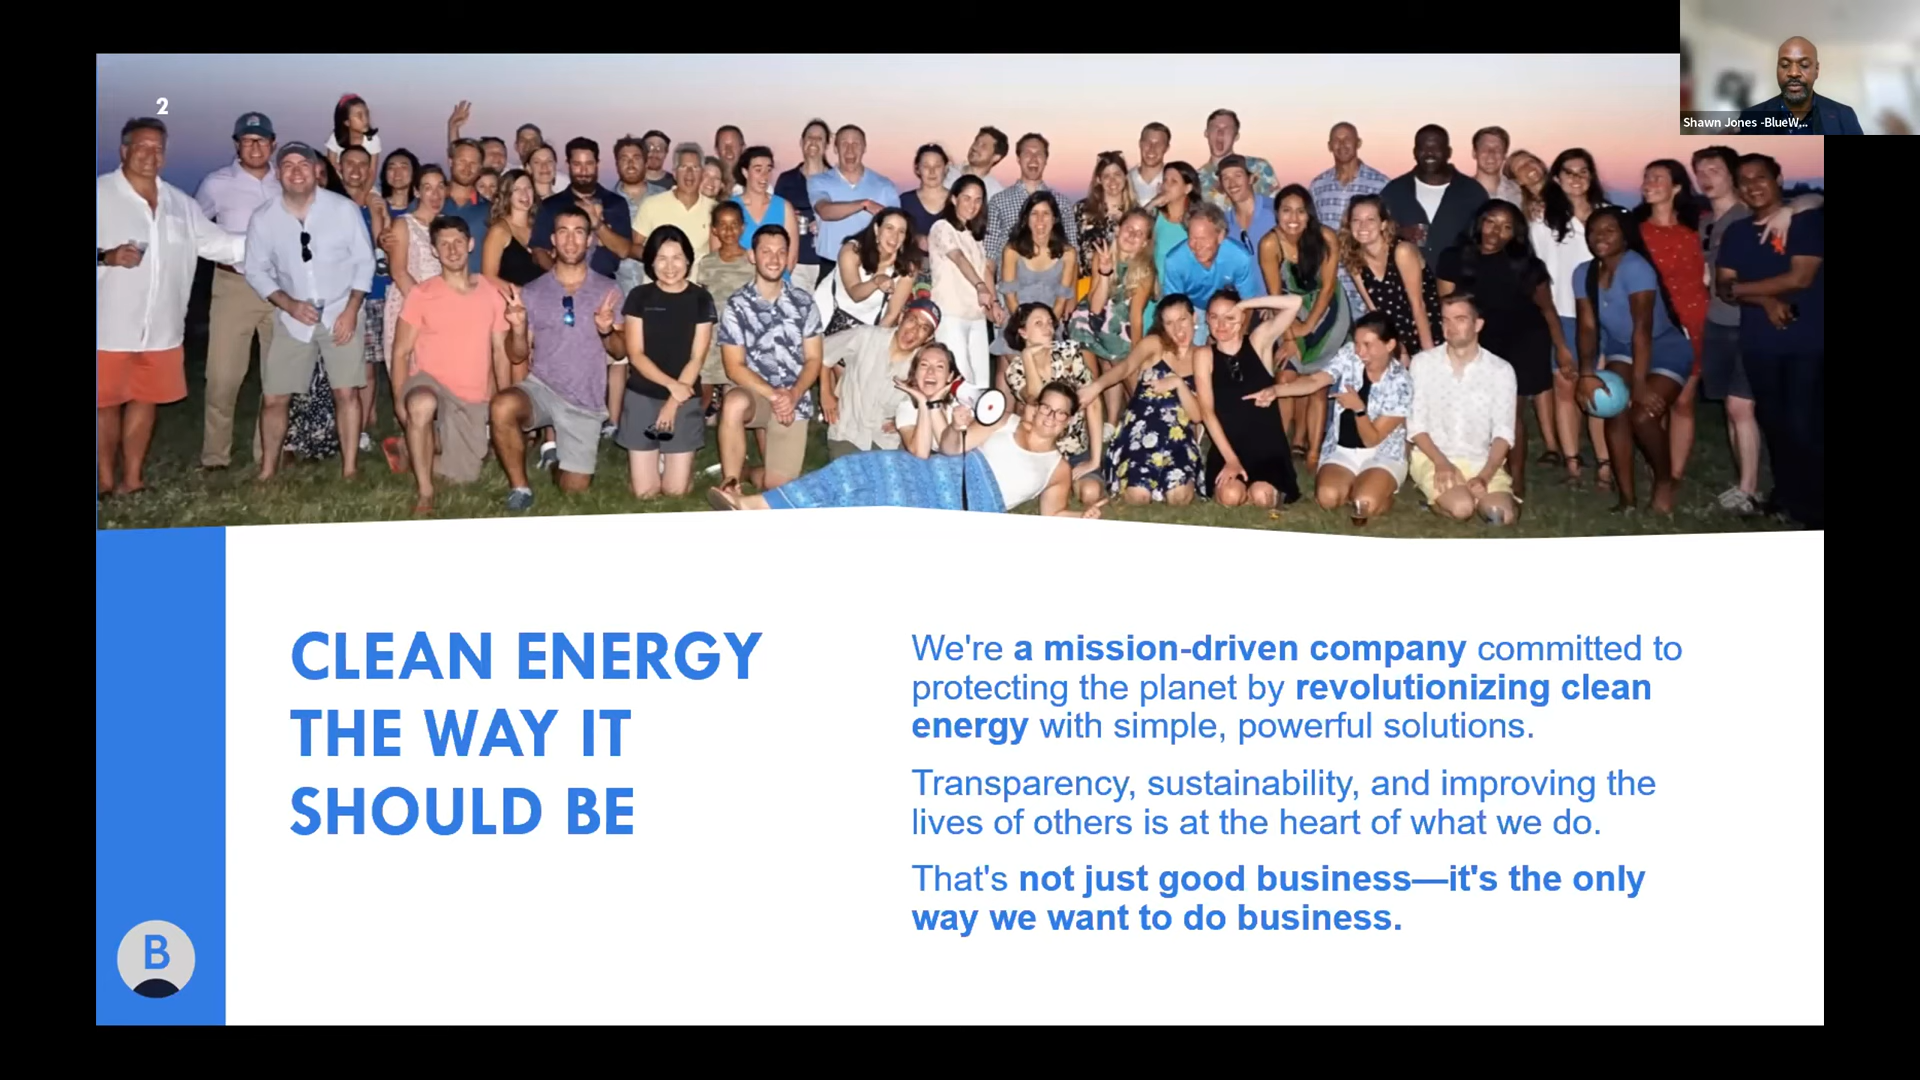 2
Shawn Jones -BlueW...
CLEAN ENERGY
THE WAY IT
SHOULD BE
We're a mission-driven company committed to
protecting the planet by revolutionizing clean
energy with simple, powerful solutions.
Transparency, sustainability, and improving the
lives of others is at the heart of what we do.
That's not just good business—it's the only
way we want to do business.
B